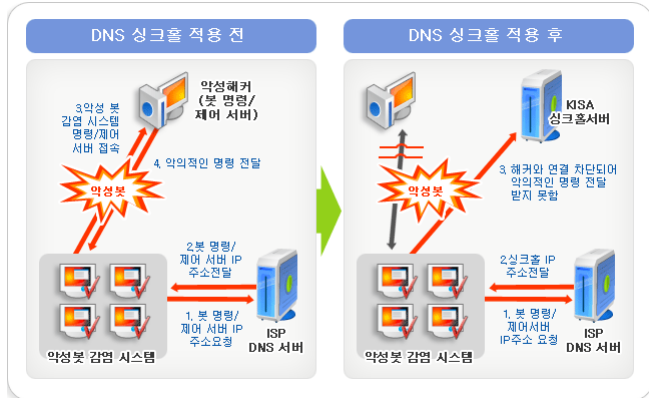 DNS 싱크홀 적용 전
악성해커
(봇 명령/
제어 서버)
3.악성 봇
감염 시스템
명령/제어
서버 접속
4. 악의적인 명령 전달
악성봇
2.봇 명령/
제어 서버 IP
주소전달
1. 봇 명령/
제어 서버 IP
주소요청
ISP
DNS 서버
악성봇 감염 시스템
DNS 싱크홀 적용 후
KISA
싱크홀서버
3. 해커와 연결 차단되어
악의적인 명령 전달
받지 못함
악성봇
2.싱크홀 IP
주소전달
1. 봇 명령/
제어서버
IP주소 요청
ISP
DNS 서버
악성봇 감염 시스템